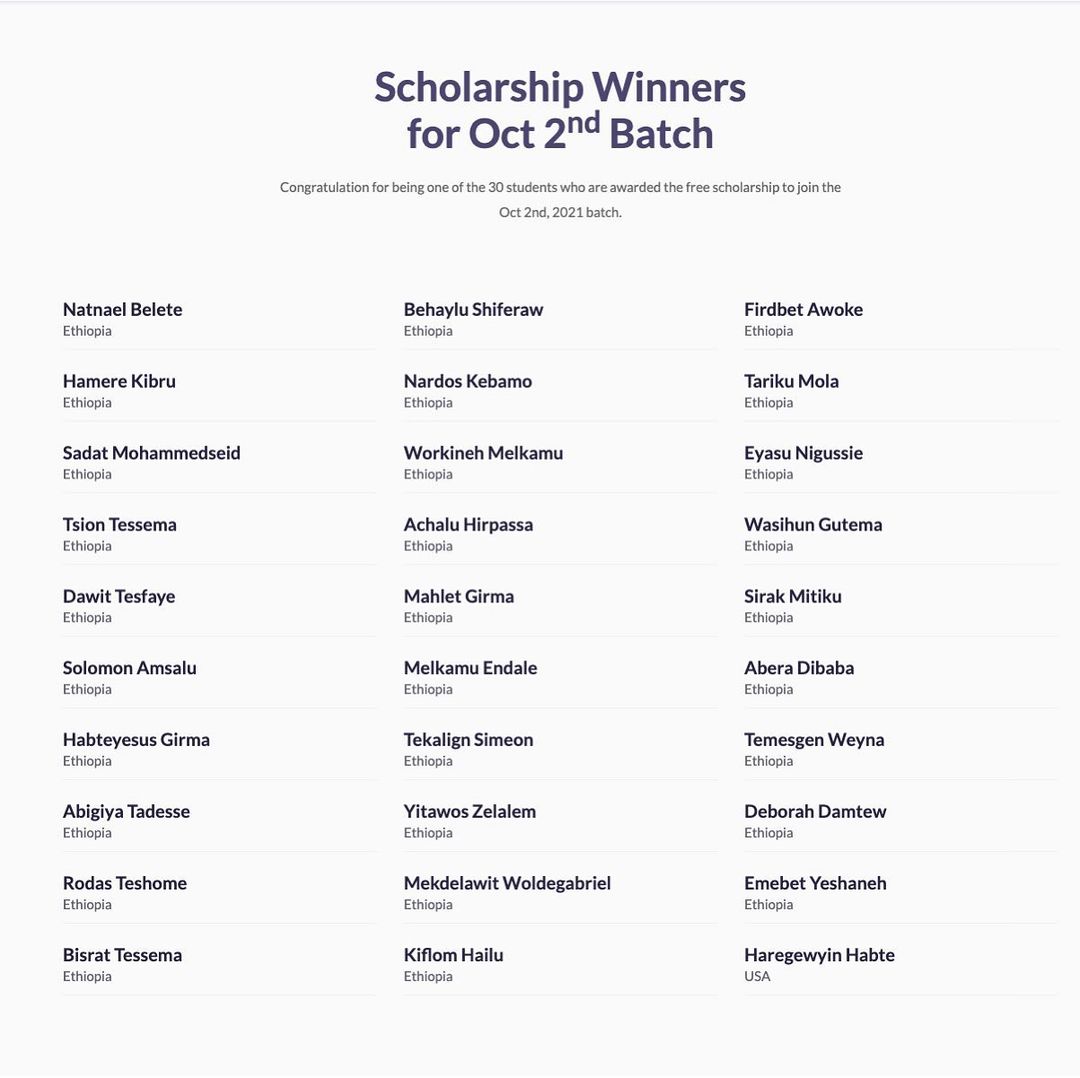 Scholarship Winners
for Oct 2nd Batch
Congratulation for being one of the 30 students who are awarded the free scholarship to join the
Oct 2nd, 2021 batch.
Natnael Belete
Ethiopia
Behaylu Shiferaw
Ethiopia
Firdbet Awoke
Ethiopia
Hamere Kibru
Ethiopia
Nardos Kebamo
Ethiopia
Tariku Mola
Ethiopia
Sadat Mohammedseid
Ethiopia
Workineh Melkamu
Ethiopia
Eyasu Nigussie
Ethiopia
Tsion Tessema
Ethiopia
Achalu Hirpassa
Ethiopia
Wasihun Gutema
Ethiopia
Dawit Tesfaye
Ethiopia
Mahlet Girma
Ethiopia
Sirak Mitiku
Ethiopia
Solomon Amsalu
Ethiopia
Melkamu Endale
Ethiopia
Abera Dibaba
Ethiopia
Habteyesus Girma
Ethiopia
Tekalign Simeon
Ethiopia
Temesgen Weyna
Ethiopia
Abigiya Tadesse
Ethiopia
Yitawos Zelalem
Ethiopia
Deborah Damtew
Ethiopia
Rodas Teshome
Ethiopia
Mekdelawit Woldegabriel
Ethiopia
Emebet Yeshaneh
Ethiopia
Bisrat Tessema
Ethiopia
Kiflom Hailu
Ethiopia
Haregewyin Habte
USA